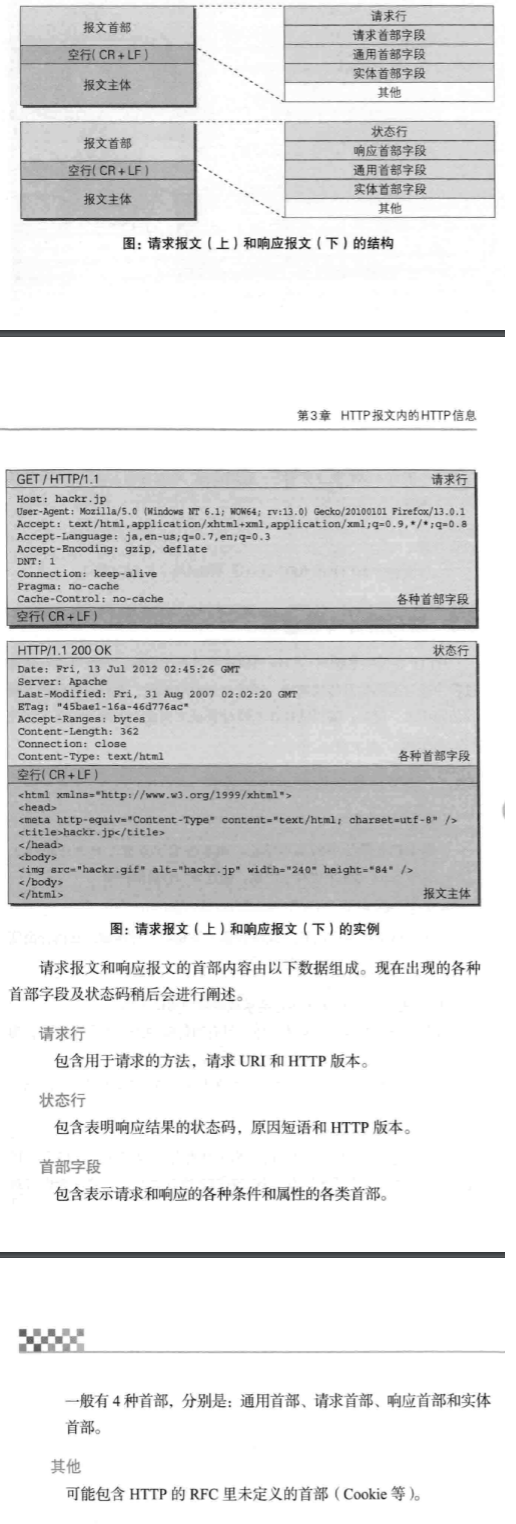 报文首部
空行( CR + LF )
报文主体
请求行
请求首部字段
通用首部字段
实体首部字段
其他
报文首部
空行( CR + LF )
报文主体
状态行
响应首部字段
通用首部字段
实体首部字段
其他
图：请求报文（上）和响应报文（下）的结构
第3章 HTTP报文内的HTTP信息
GET / HTTP/1.1 请求行
Host: hackr.jp
User-Agent: Mozilla/5.0 (Windows NT 6.1; WOW64; rv:13.0) Gecko/20100101 Firefox/13.0.1
Accept: text/html,application/xhtml+xml,application/xml;q=0.9,*/*;q=0.8
Accept-Language: ja,en-us;q=0.7,en;q=0.3
Accept-Encoding: gzip, deflate
DNT: 1
Connection: keep-alive
Pragma: no-cache
Cache-Control: no-cache 各种首部字段
空行( CR + LF )
HTTP/1.1 200 OK 状态行
Date: Fri, 13 Jul 2012 02:45:26 GMT
Server: Apache
Last-Modified: Fri, 31 Aug 2007 02:02:20 GMT
ETag: "45bae1-16a-46d776ac"
Accept-Ranges: bytes
Content-Length: 362
Connection: close
Content-Type: text/html 各种首部字段
空行( CR + LF )
<html xmlns="http://www.w3.org/1999/xhtml">
<head>
<meta http-equiv="Content-Type" content="text/html; charset=utf-8" />
<title>hackr.jp</title>
</head>
<body>
<img src="hackr.gif" alt="hackr.jp" width="240" height="84" />
</body>
</html> 报文主体
图：请求报文（上）和响应报文（下）的实例
请求报文和响应报文的首部内容由以下数据组成。现在出现的各种
首部字段及状态码稍后会进行阐述。
请求行
包含用于请求的方法，请求 URI 和 HTTP 版本。
状态行
包含表明响应结果的状态码，原因短语和 HTTP 版本。
首部字段
包含表示请求和响应的各种条件和属性的各类首部。
一般有 4 种首部，分别是：通用首部、请求首部、响应首部和实体
首部。
其他
可能包含 HTTP 的 RFC 里未定义的首部（Cookie 等）。